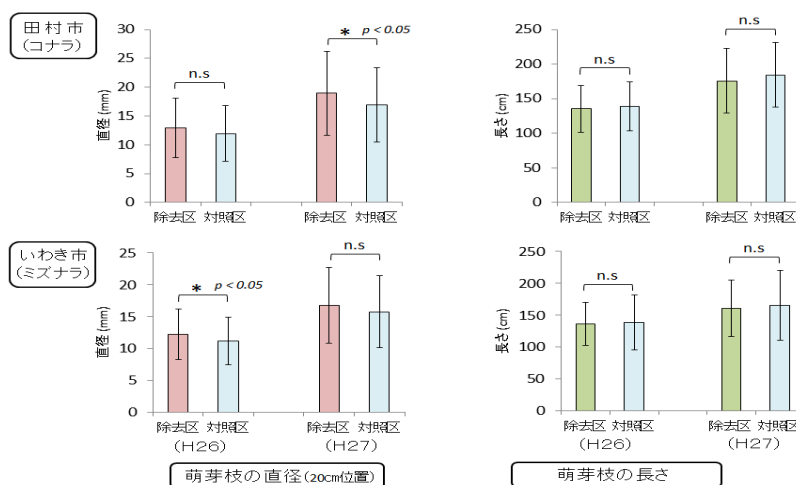 田村市
(コナラ)
直径(mm)
35
30
25
20
15
10
5
0
n.s
* p < 0.05
除去区 対照区 除去区 対照区
長さ(cm)
250
200
150
100
50
0
n.s
n.s
除去区 対照区 除去区 対照区
いわき市
(ミズナラ)
直径(mm)
25
20
15
10
5
0
* p < 0.05
n.s
除去区 対照区 除去区 対照区
(H26) (H27)
萌芽枝の直径(20cm位置)
長さ(cm)
250
200
150
100
50
0
n.s
n.s
除去区 対照区 除去区 対照区
(H26) (H27)
萌芽枝の長さ